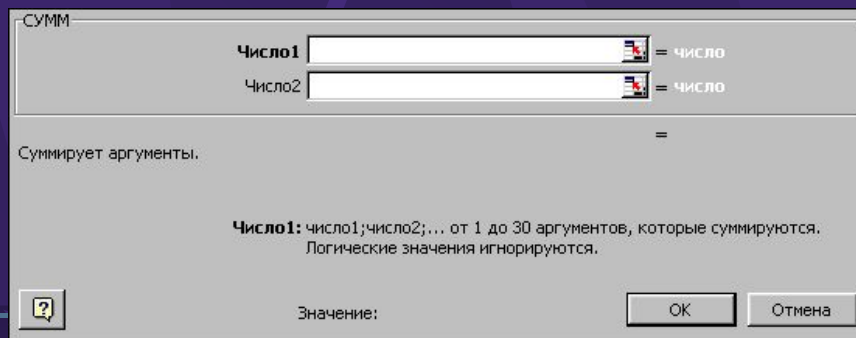 СУММ
Число1 = число
Число2 = число
=
Суммирует аргументы.
Число1: число1;число2;... от 1 до 30 аргументов, которые суммируются.
Логические значения игнорируются.
? Значение: ОК Отмена